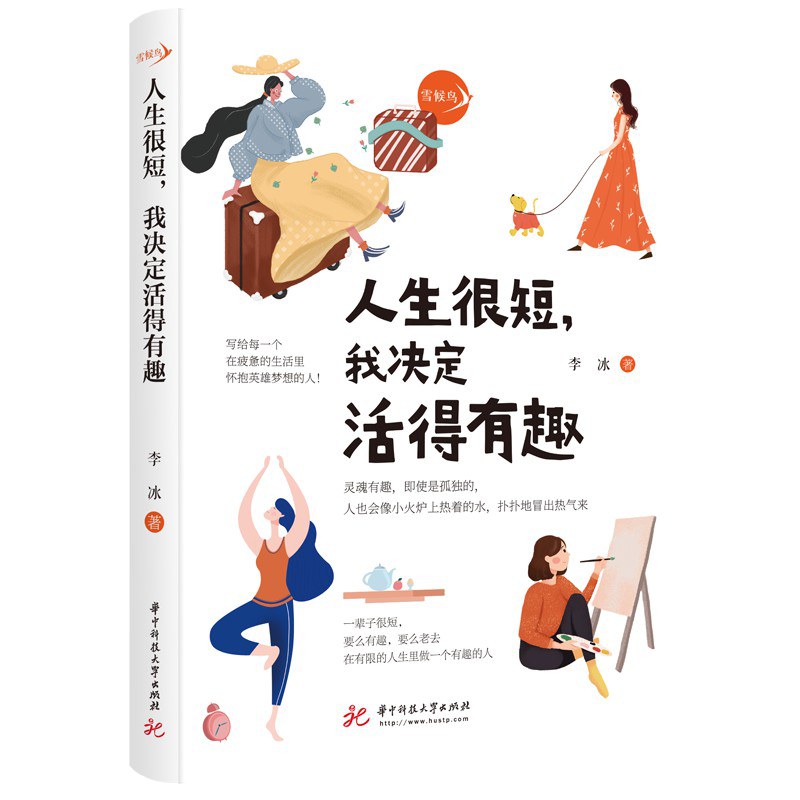 雪候鸟
人生很短，我决定活得有趣
李 冰 著
华中科技大学出版社
雪候鸟
人生很短，
我决定
活得有趣
李 冰 著
写给每一个
在疲惫的生活里
怀抱英雄梦想的人！
灵魂有趣，即使是孤独的，
人也会像小火炉上热着的水，扑扑地冒出热气来
一辈子很短，
要么有趣，要么老去
在有限的人生里做一个有趣的人
华中科技大学出版社
http://www.hustp.com